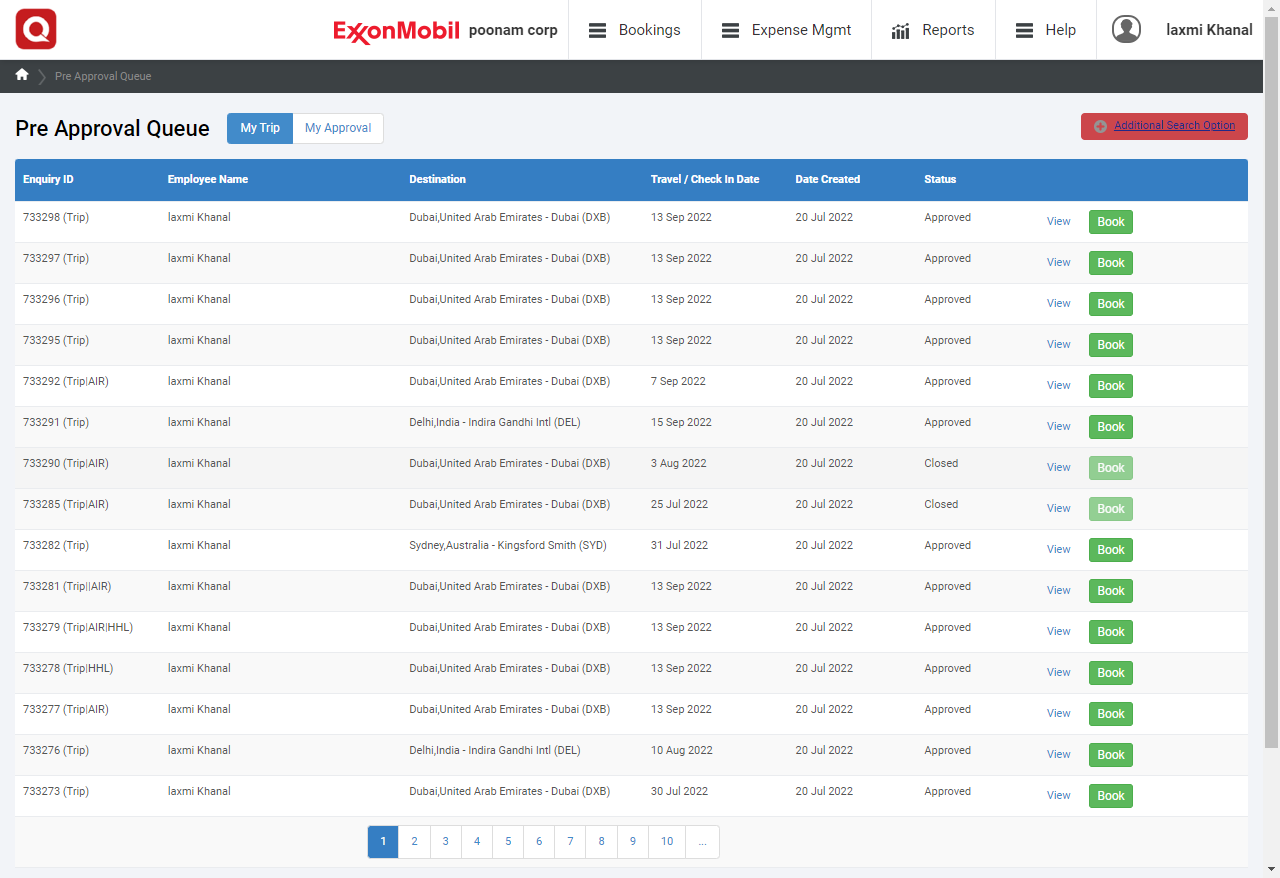 Q ExxonMobil poonam corp Bookings Expense Mgmt Reports Help laxmi Khanal
Pre Approval Queue
Pre Approval Queue My Trip My Approval Additional Search Option
Enquiry ID Employee Name Destination Travel / Check In Date Date Created Status
733298 (Trip) laxmi Khanal Dubai,United Arab Emirates - Dubai (DXB) 13 Sep 2022 20 Jul 2022 Approved View Book
733297 (Trip) laxmi Khanal Dubai,United Arab Emirates - Dubai (DXB) 13 Sep 2022 20 Jul 2022 Approved View Book
733296 (Trip) laxmi Khanal Dubai,United Arab Emirates - Dubai (DXB) 13 Sep 2022 20 Jul 2022 Approved View Book
733295 (Trip) laxmi Khanal Dubai,United Arab Emirates - Dubai (DXB) 13 Sep 2022 20 Jul 2022 Approved View Book
733292 (Trip|AIR) laxmi Khanal Dubai,United Arab Emirates - Dubai (DXB) 7 Sep 2022 20 Jul 2022 Approved View Book
733291 (Trip) laxmi Khanal Delhi,India - Indira Gandhi Intl (DEL) 15 Sep 2022 20 Jul 2022 Approved View Book
733290 (Trip|AIR) laxmi Khanal Dubai,United Arab Emirates - Dubai (DXB) 3 Aug 2022 20 Jul 2022 Closed View Book
733285 (Trip|AIR) laxmi Khanal Dubai,United Arab Emirates - Dubai (DXB) 25 Jul 2022 20 Jul 2022 Closed View Book
733282 (Trip) laxmi Khanal Sydney,Australia - Kingsford Smith (SYD) 31 Jul 2022 20 Jul 2022 Approved View Book
733281 (Trip||AIR) laxmi Khanal Dubai,United Arab Emirates - Dubai (DXB) 13 Sep 2022 20 Jul 2022 Approved View Book
733279 (Trip|AIR|HHL) laxmi Khanal Dubai,United Arab Emirates - Dubai (DXB) 13 Sep 2022 20 Jul 2022 Approved View Book
733278 (Trip|HHL) laxmi Khanal Dubai,United Arab Emirates - Dubai (DXB) 13 Sep 2022 20 Jul 2022 Approved View Book
733277 (Trip|AIR) laxmi Khanal Dubai,United Arab Emirates - Dubai (DXB) 13 Sep 2022 20 Jul 2022 Approved View Book
733276 (Trip) laxmi Khanal Delhi,India - Indira Gandhi Intl (DEL) 10 Aug 2022 20 Jul 2022 Approved View Book
733273 (Trip) laxmi Khanal Dubai,United Arab Emirates - Dubai (DXB) 30 Jul 2022 20 Jul 2022 Approved View Book
1 2 3 4 5 6 7 8 9 10 ...